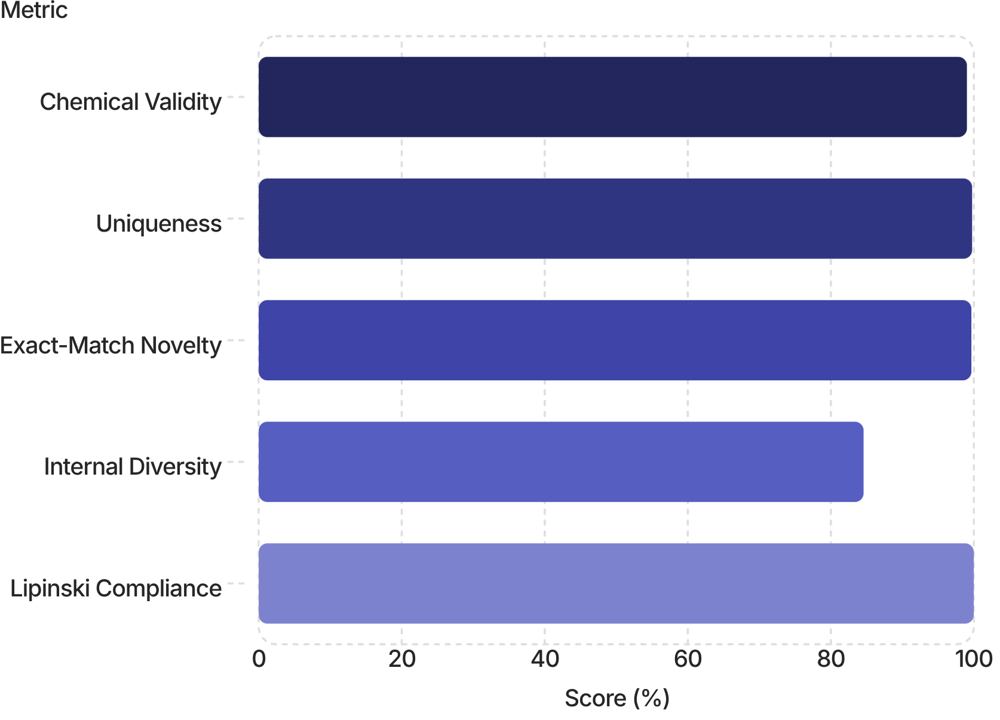 Metric
Chemical Validity
Uniqueness
Exact-Match Novelty
Internal Diversity
Lipinski Compliance
0 20 40 60 80 100
Score (%)